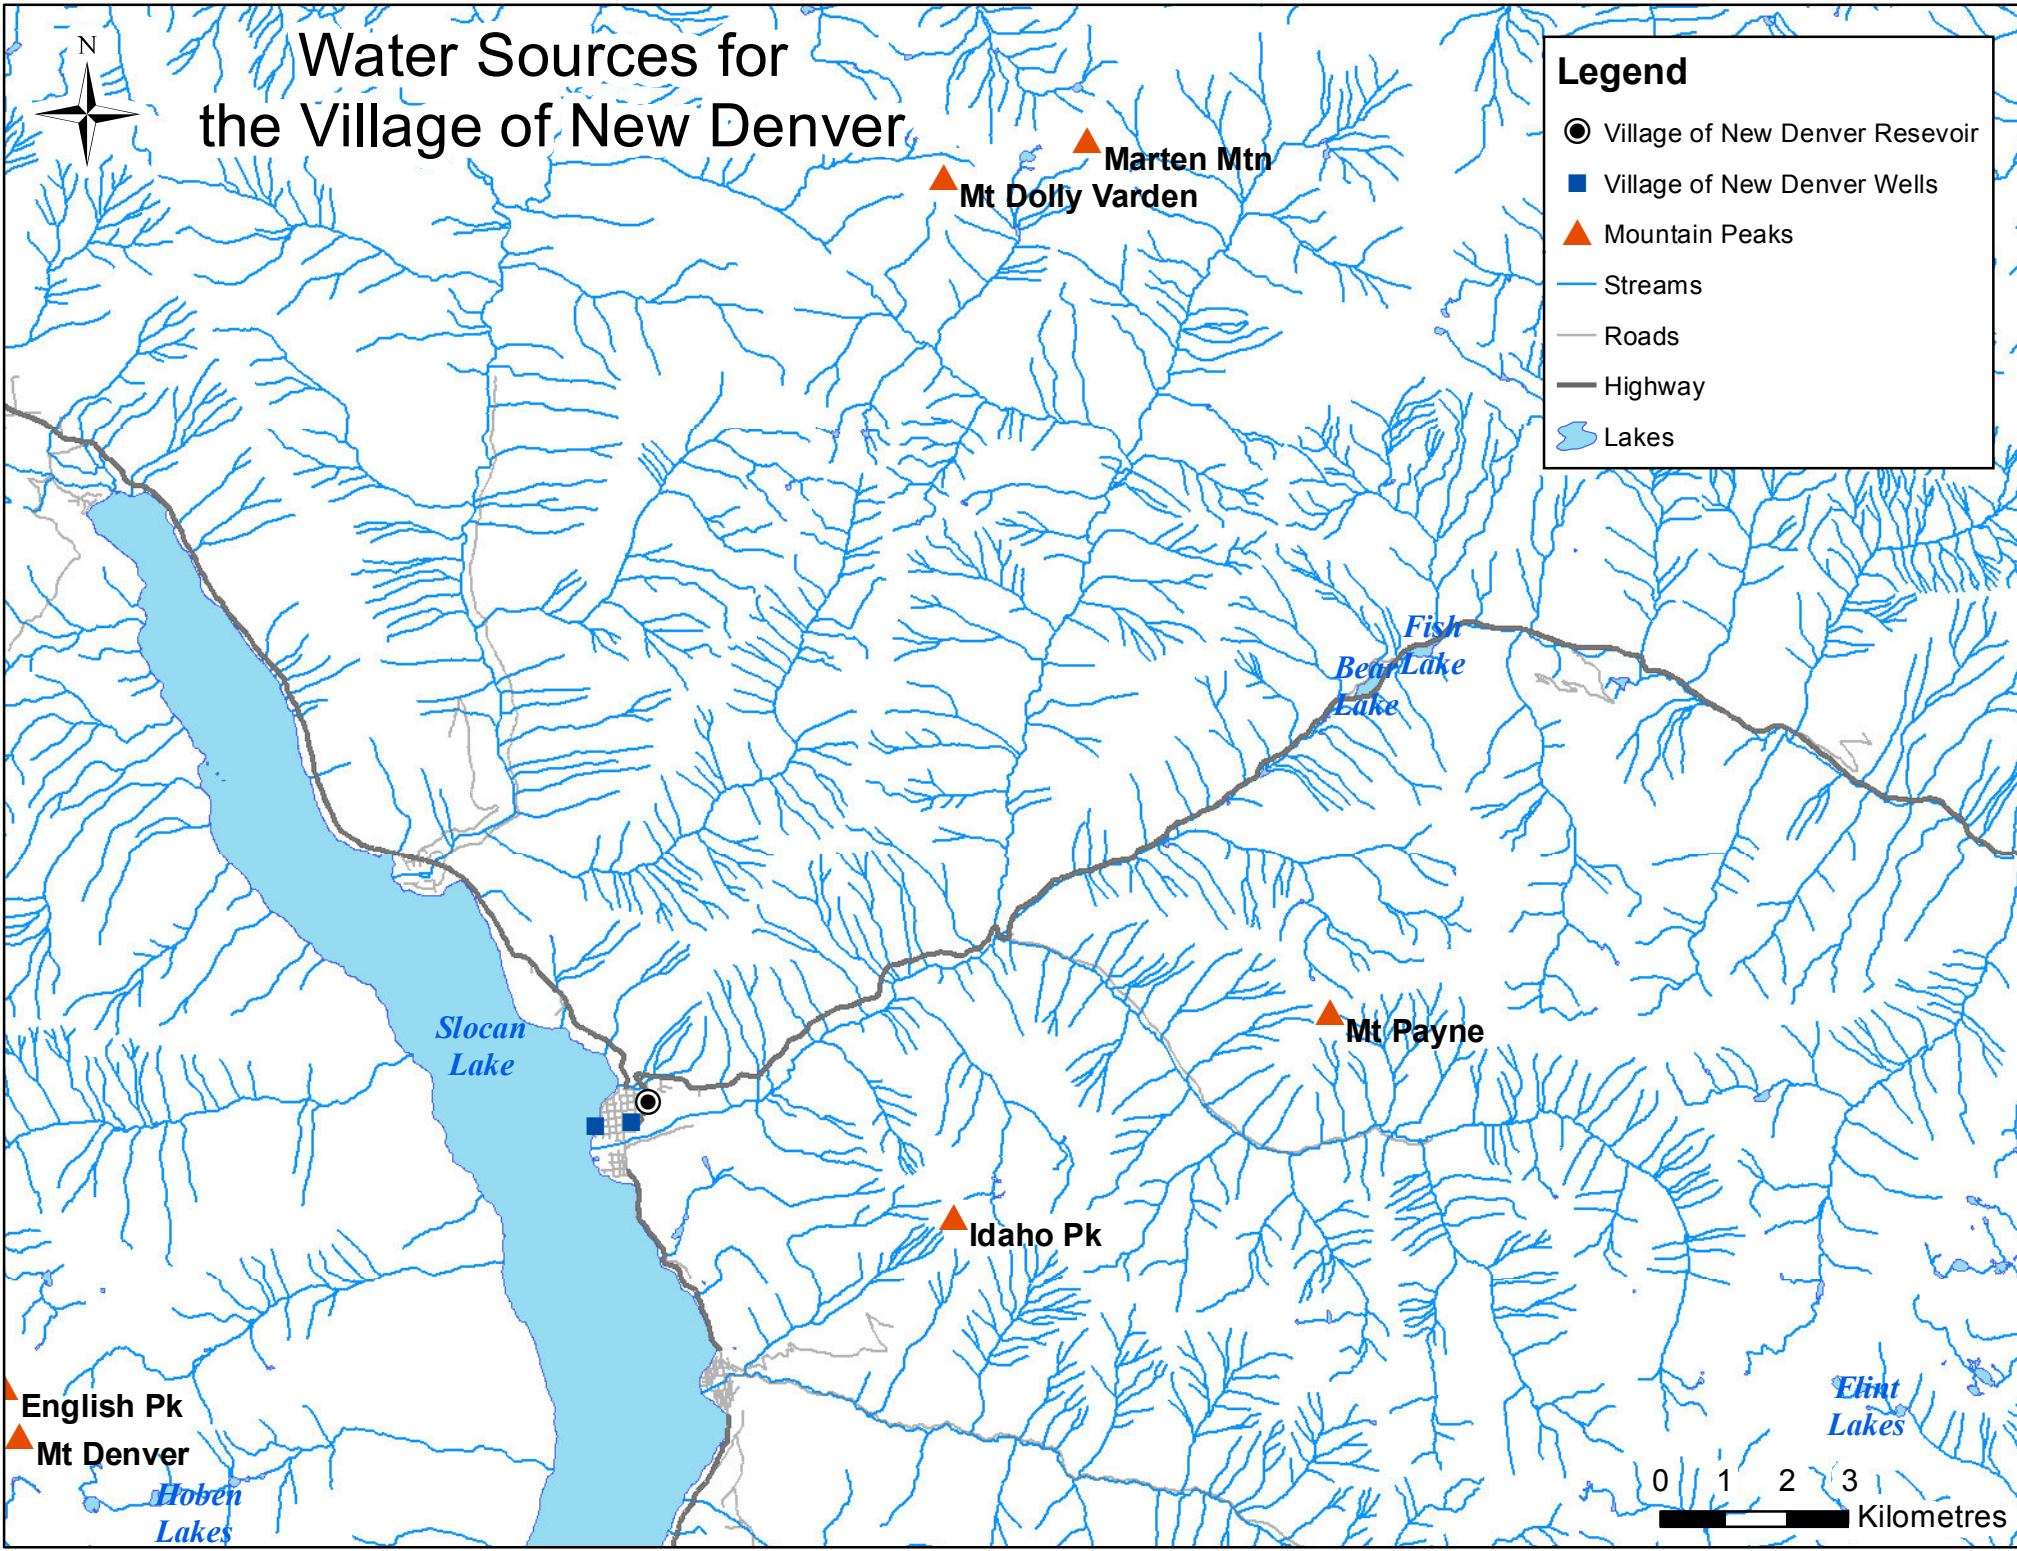 N
Water Sources for
the Village of New Denver
Legend
Village of New Denver Resevoir
Village of New Denver Wells
Mountain Peaks
Streams
Roads
Highway
Lakes
Marten Mtn
Mt Dolly Varden
Fish
Lake
Bear
Lake
Slocan
Lake
Mt Payne
Idaho Pk
English Pk
Mt Denver
Hoben
Lakes
Flint
Lakes
0 1 2 3
Kilometres